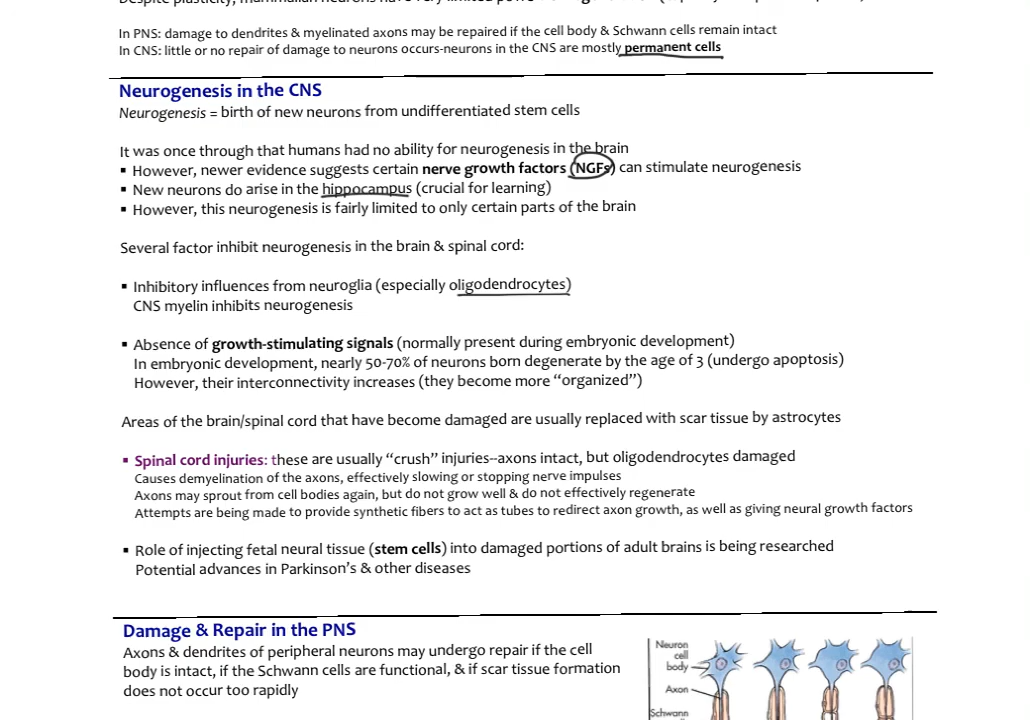 In PNS: damage to dendrites & myelinated axons may be repaired if the cell body & Schwann cells remain intact
In CNS: little or no repair of damage to neurons occurs-neurons in the CNS are mostly permanent cells
Neurogenesis in the CNS
Neurogenesis = birth of new neurons from undifferentiated stem cells
It was once through that humans had no ability for neurogenesis in the brain
▪ However, newer evidence suggests certain nerve growth factors (NGFs) can stimulate neurogenesis
▪ New neurons do arise in the hippocampus (crucial for learning)
▪ However, this neurogenesis is fairly limited to only certain parts of the brain
Several factor inhibit neurogenesis in the brain & spinal cord:
▪ Inhibitory influences from neuroglia (especially oligodendrocytes)
CNS myelin inhibits neurogenesis
▪ Absence of growth-stimulating signals (normally present during embryonic development)
In embryonic development, nearly 50-70% of neurons born degenerate by the age of 3 (undergo apoptosis)
However, their interconnectivity increases (they become more “organized”)
Areas of the brain/spinal cord that have become damaged are usually replaced with scar tissue by astrocytes
▪ Spinal cord injuries: these are usually “crush” injuries--axons intact, but oligodendrocytes damaged
Causes demyelination of the axons, effectively slowing or stopping nerve impulses
Axons may sprout from cell bodies again, but do not grow well & do not effectively regenerate
Attempts are being made to provide synthetic fibers to act as tubes to redirect axon growth, as well as giving neural growth factors
▪ Role of injecting fetal neural tissue (stem cells) into damaged portions of adult brains is being researched
Potential advances in Parkinson’s & other diseases
Damage & Repair in the PNS
Axons & dendrites of peripheral neurons may undergo repair if the cell
body is intact, if the Schwann cells are functional, & if scar tissue formation
does not occur too rapidly
Neuron
cell
body
Axon
Schwann